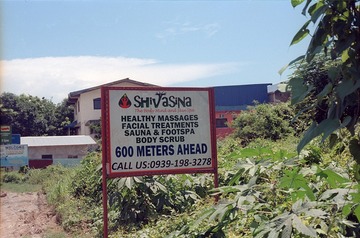 SHIVASINA
HEALTHY MASSAGES
FACIAL TREATMENTS
SAUNA & FOOTSPA
BODY SCRUB
600 METERS AHEAD
CALL US:0939-198-3278